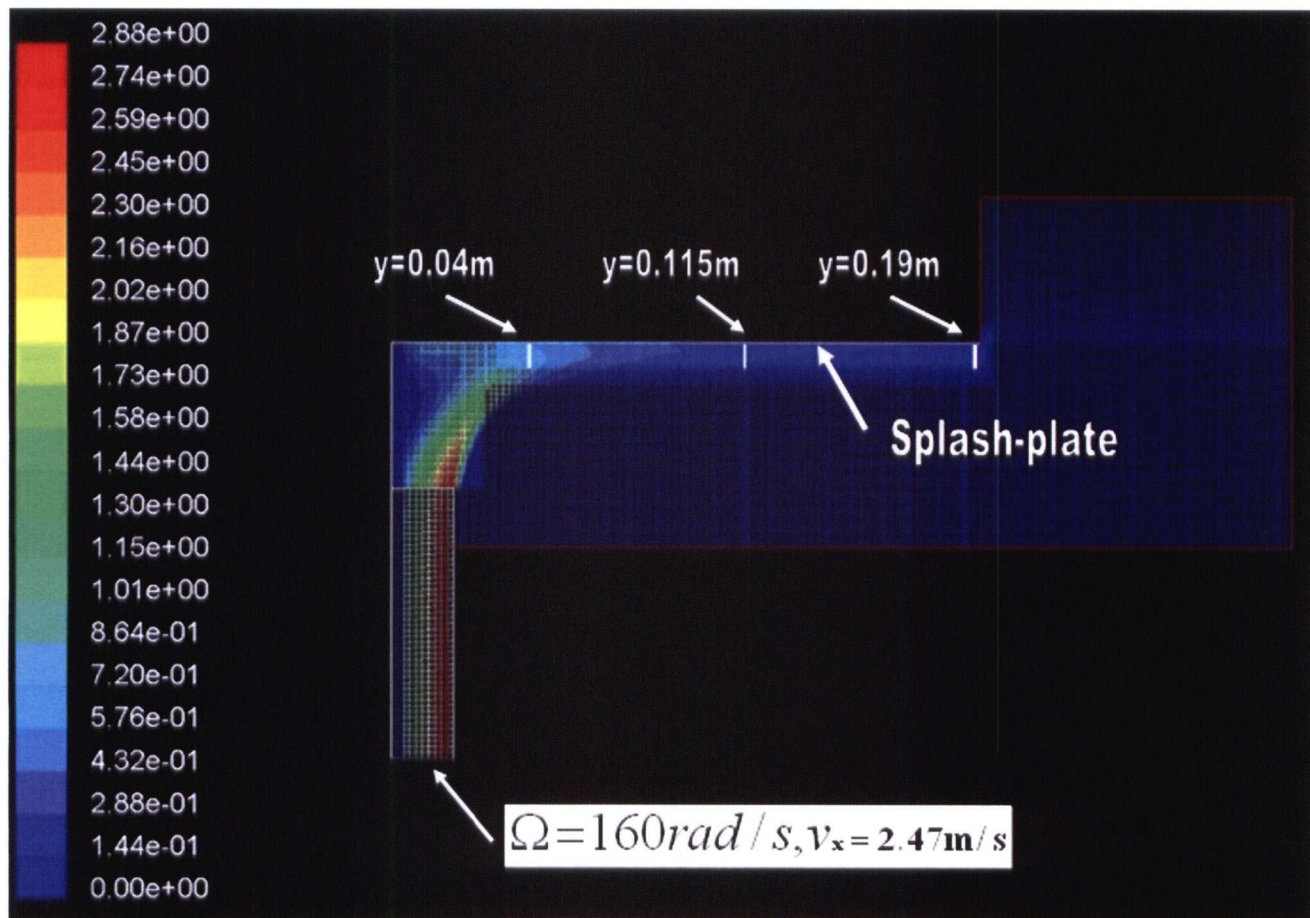 2.88e+00
2.74e+00
2.59e+00
2.45e+00
2.30e+00
2.16e+00
2.02e+00
1.87e+00
1.73e+00
1.58e+00
1.44e+00
1.30e+00
1.15e+00
1.01e+00
8.64e-01
7.20e-01
5.76e-01
4.32e-01
2.88e-01
1.44e-01
0.00e+00
y=0.04m y=0.115m y=0.19m
Splash-plate
Ω=160rad/s,vₓ=2.47m/s